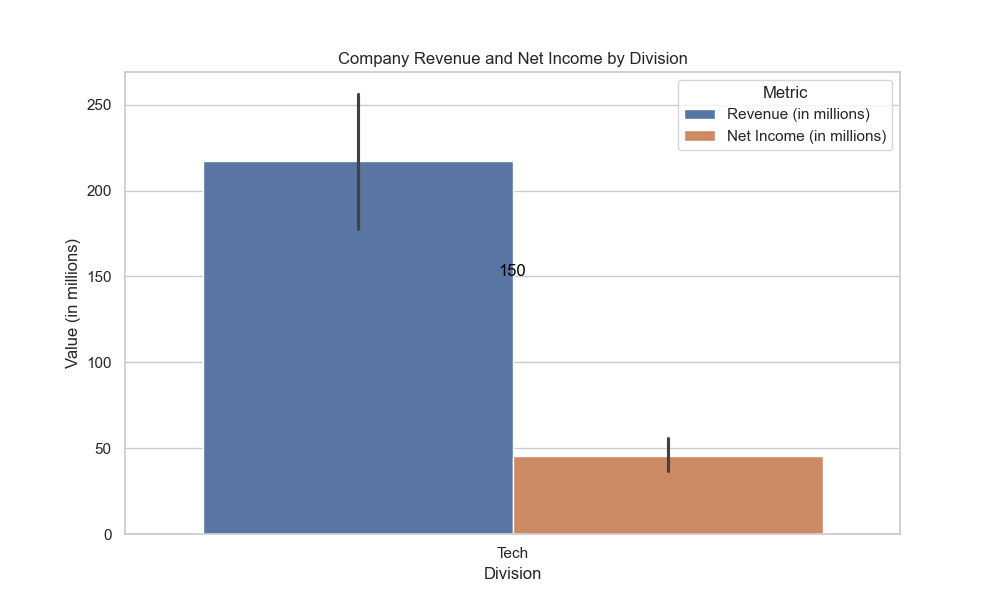 Company Revenue and Net Income by Division
Metric
Revenue (in millions)
Net Income (in millions)
Value (in millions)
250
200
150
100
50
0
150
Tech
Division